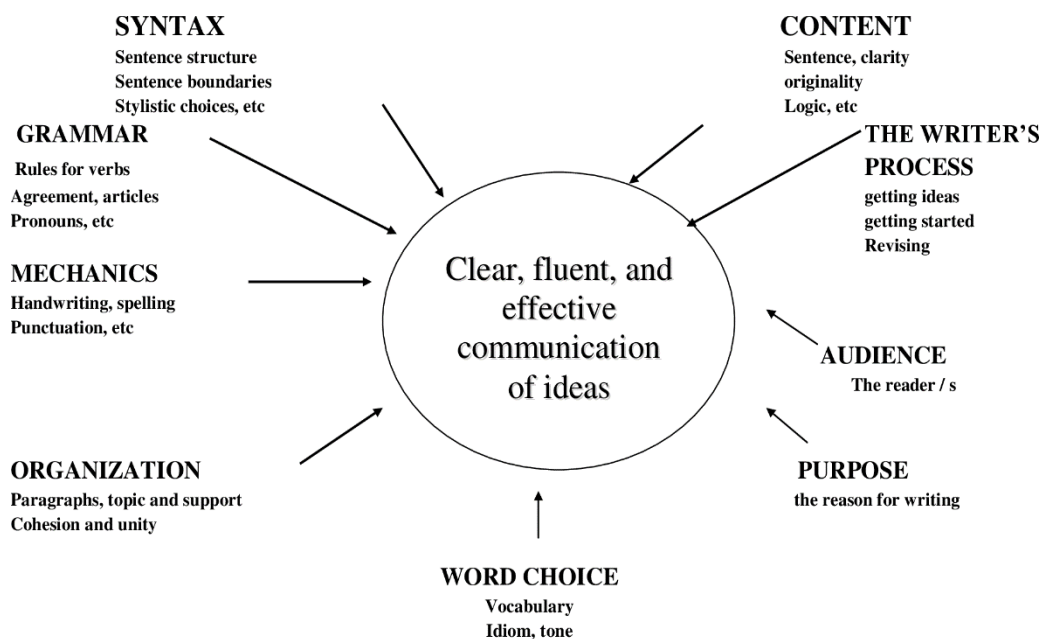 SYNTAX
Sentence structure
Sentence boundaries
Stylistic choices, etc
CONTENT
Sentence, clarity
originality
Logic, etc
GRAMMAR
Rules for verbs
Agreement, articles
Pronouns, etc
THE WRITER'S
PROCESS
getting ideas
getting started
Revising
MECHANICS
Handwriting, spelling
Punctuation, etc
Clear, fluent, and
effective
communication
of ideas
AUDIENCE
The reader / s
ORGANIZATION
Paragraphs, topic and support
Cohesion and unity
PURPOSE
the reason for writing
WORD CHOICE
Vocabulary
Idiom, tone